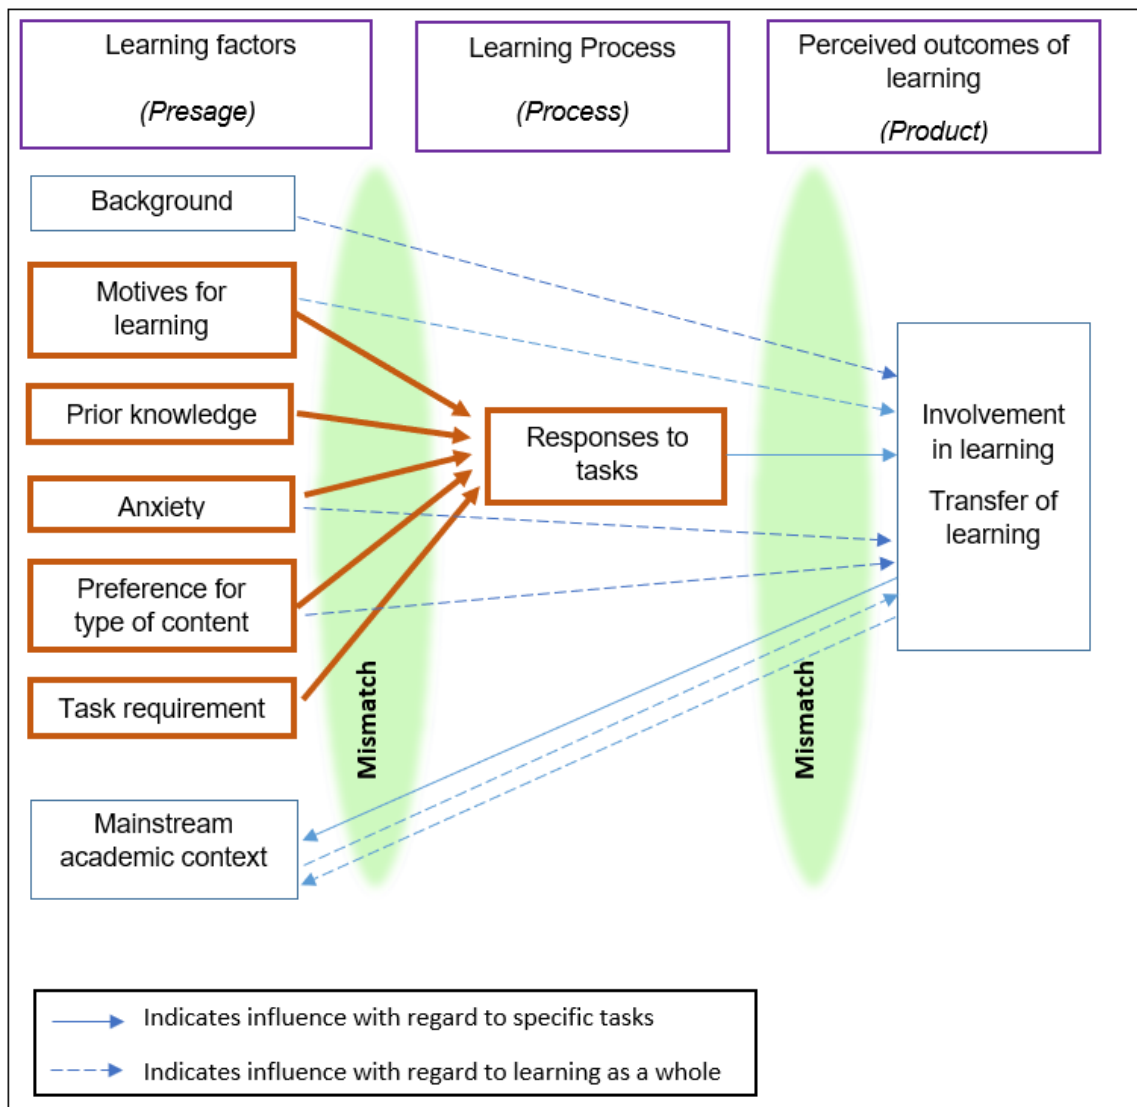 Learning factors
(Presage)
Learning Process
(Process)
Perceived outcomes of
learning
(Product)
Background
Motives for
learning
Prior knowledge
Anxiety
Preference for
type of content
Task requirement
Mainstream
academic context
Mismatch
Responses to
tasks
Mismatch
Involvement
in learning
Transfer of
learning
Indicates influence with regard to specific tasks
Indicates influence with regard to learning as a whole